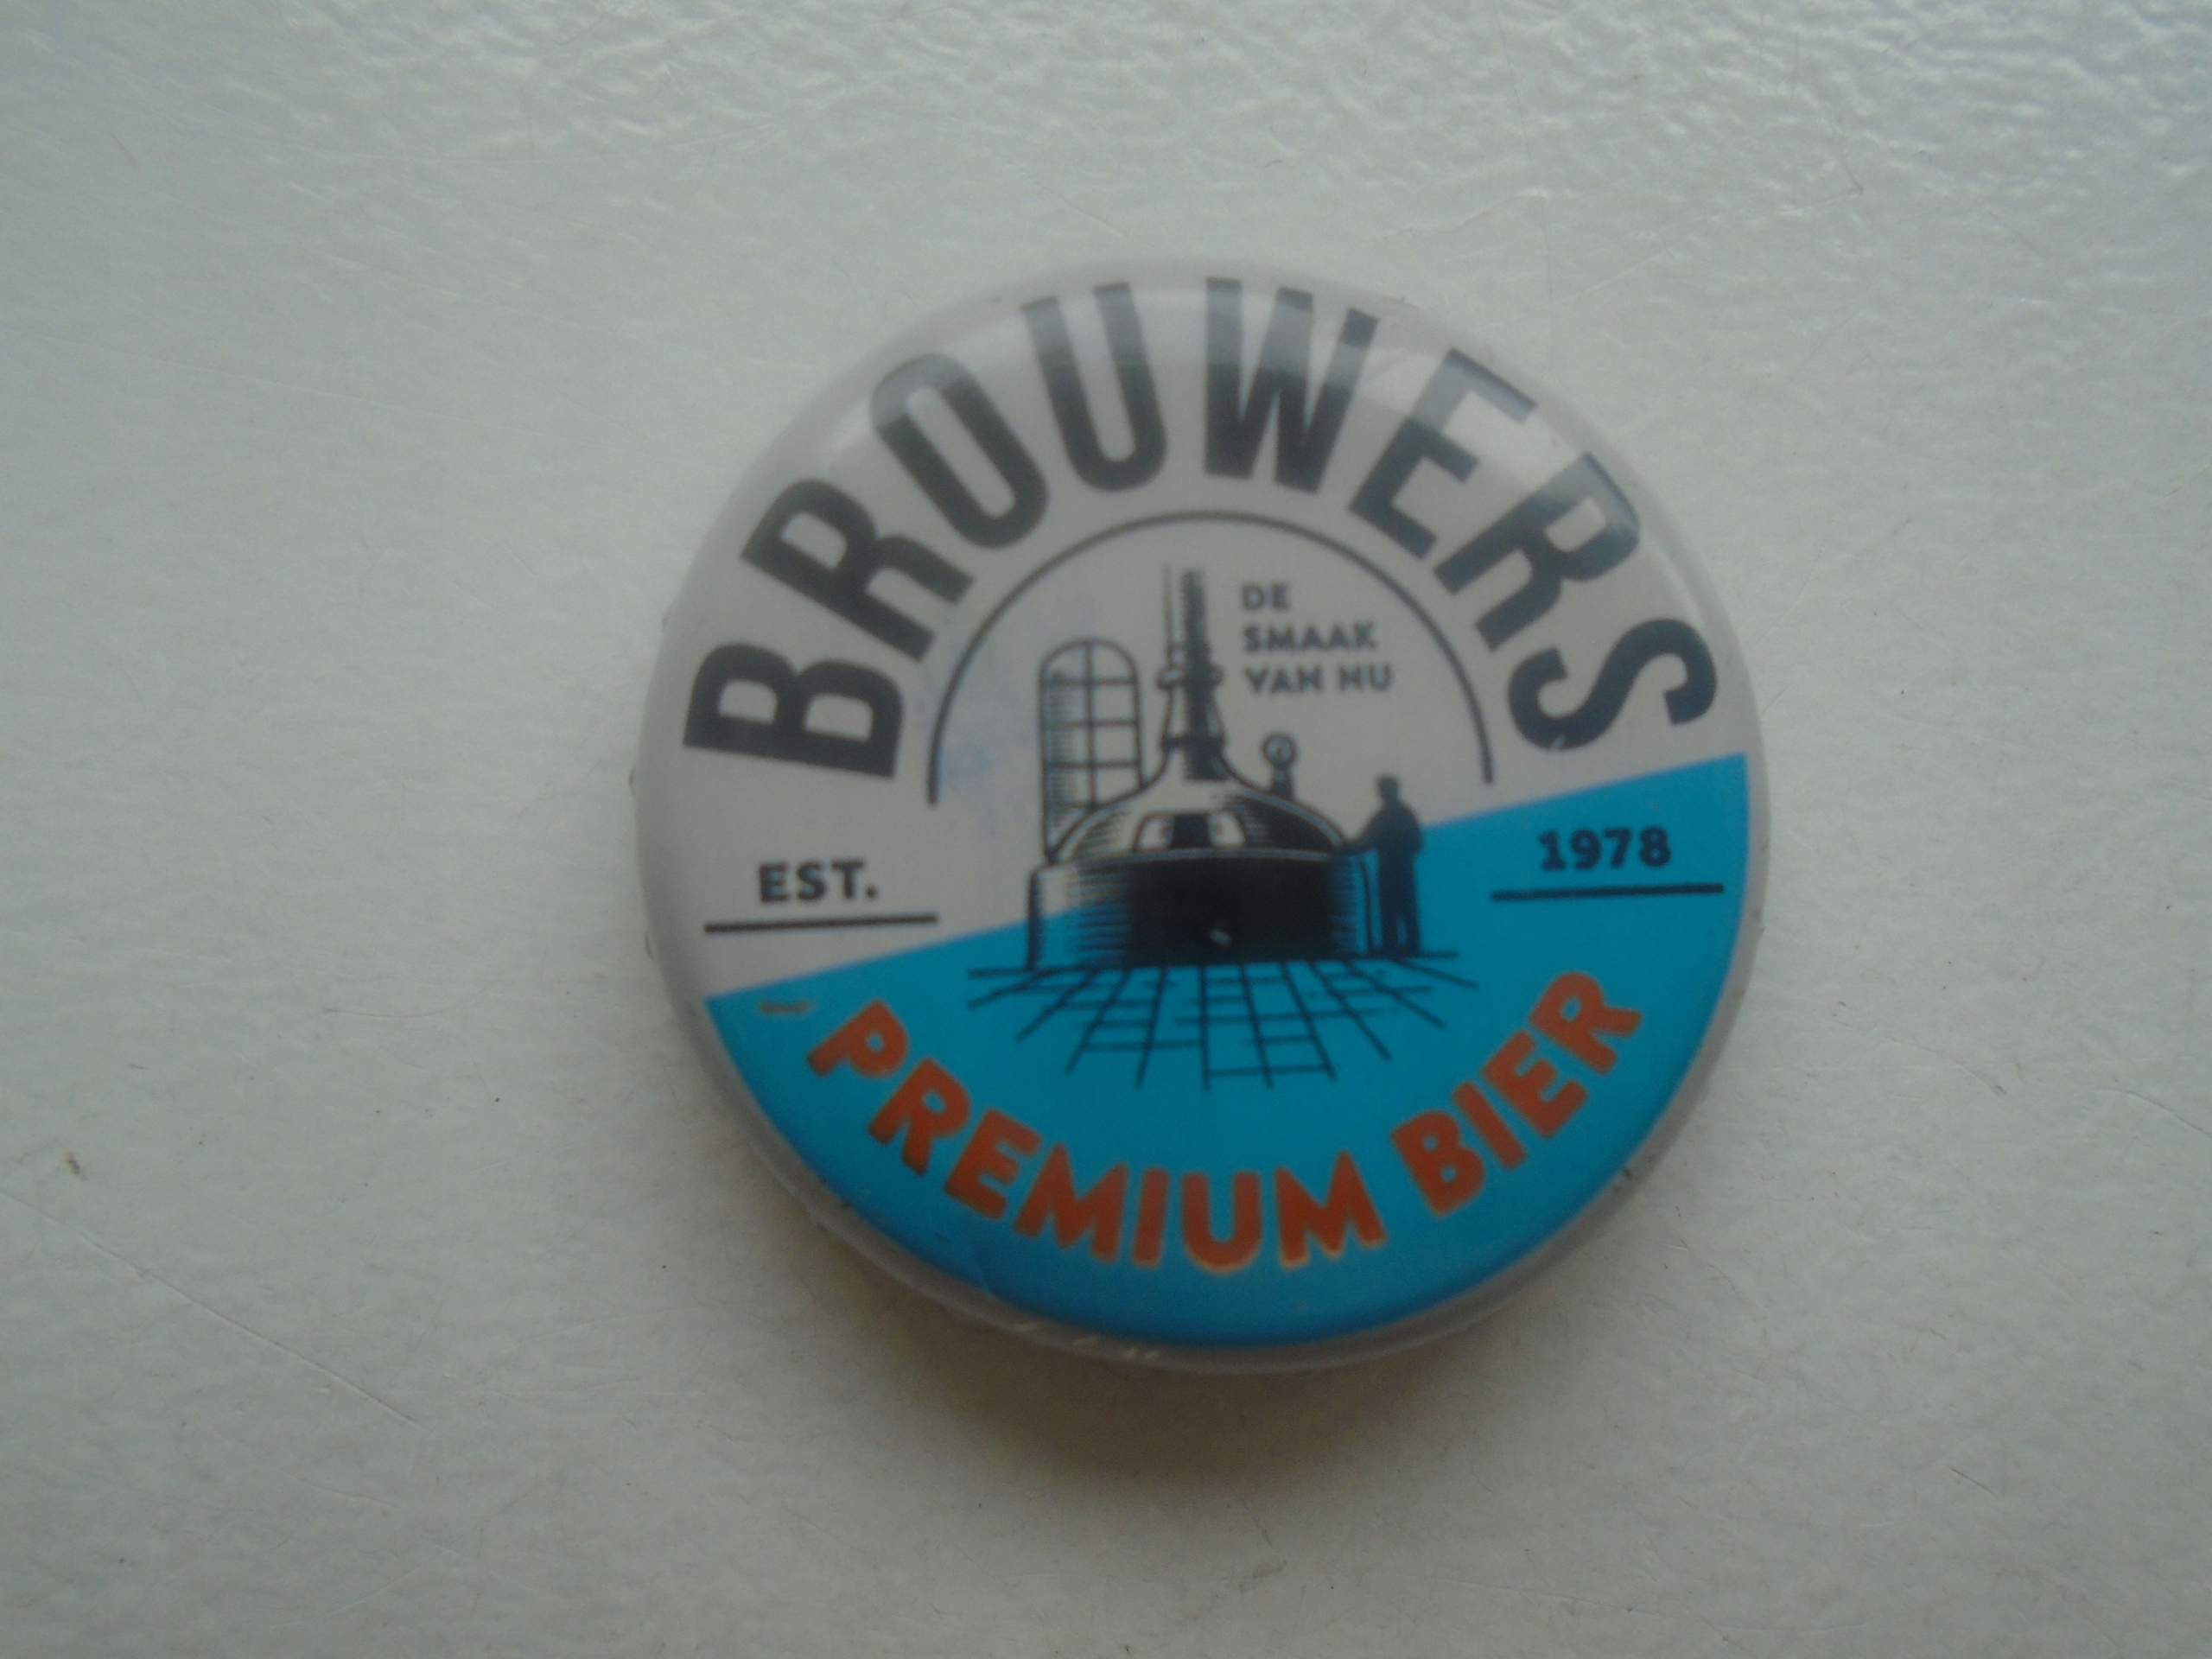 BROUWERS
DE
SMAAK
VAN NU
EST.
1978
PREMIUM BIER